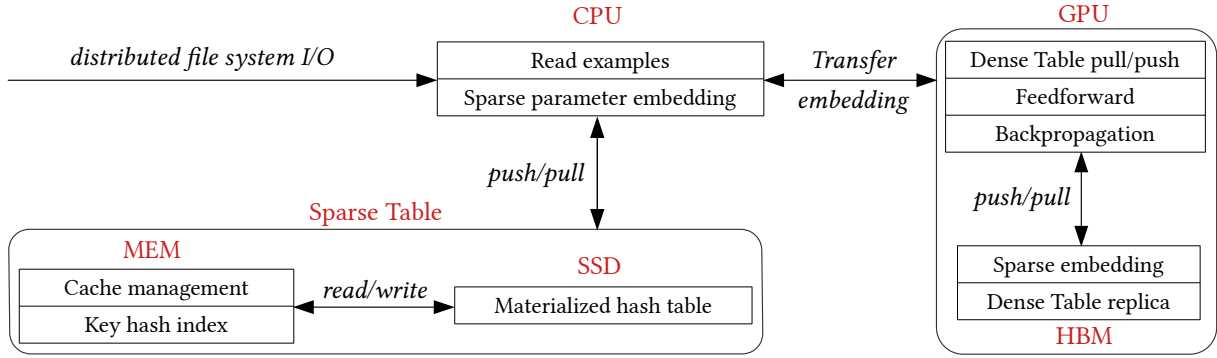 CPU
GPU
distributed file system I/O
Read examples
Sparse parameter embedding
Transfer
embedding
Dense Table pull/push
Feedforward
Backpropagation
push/pull
push/pull
Sparse Table
MEM
Cache management
Key hash index
read/write
SSD
Materialized hash table
Sparse embedding
Dense Table replica
HBM